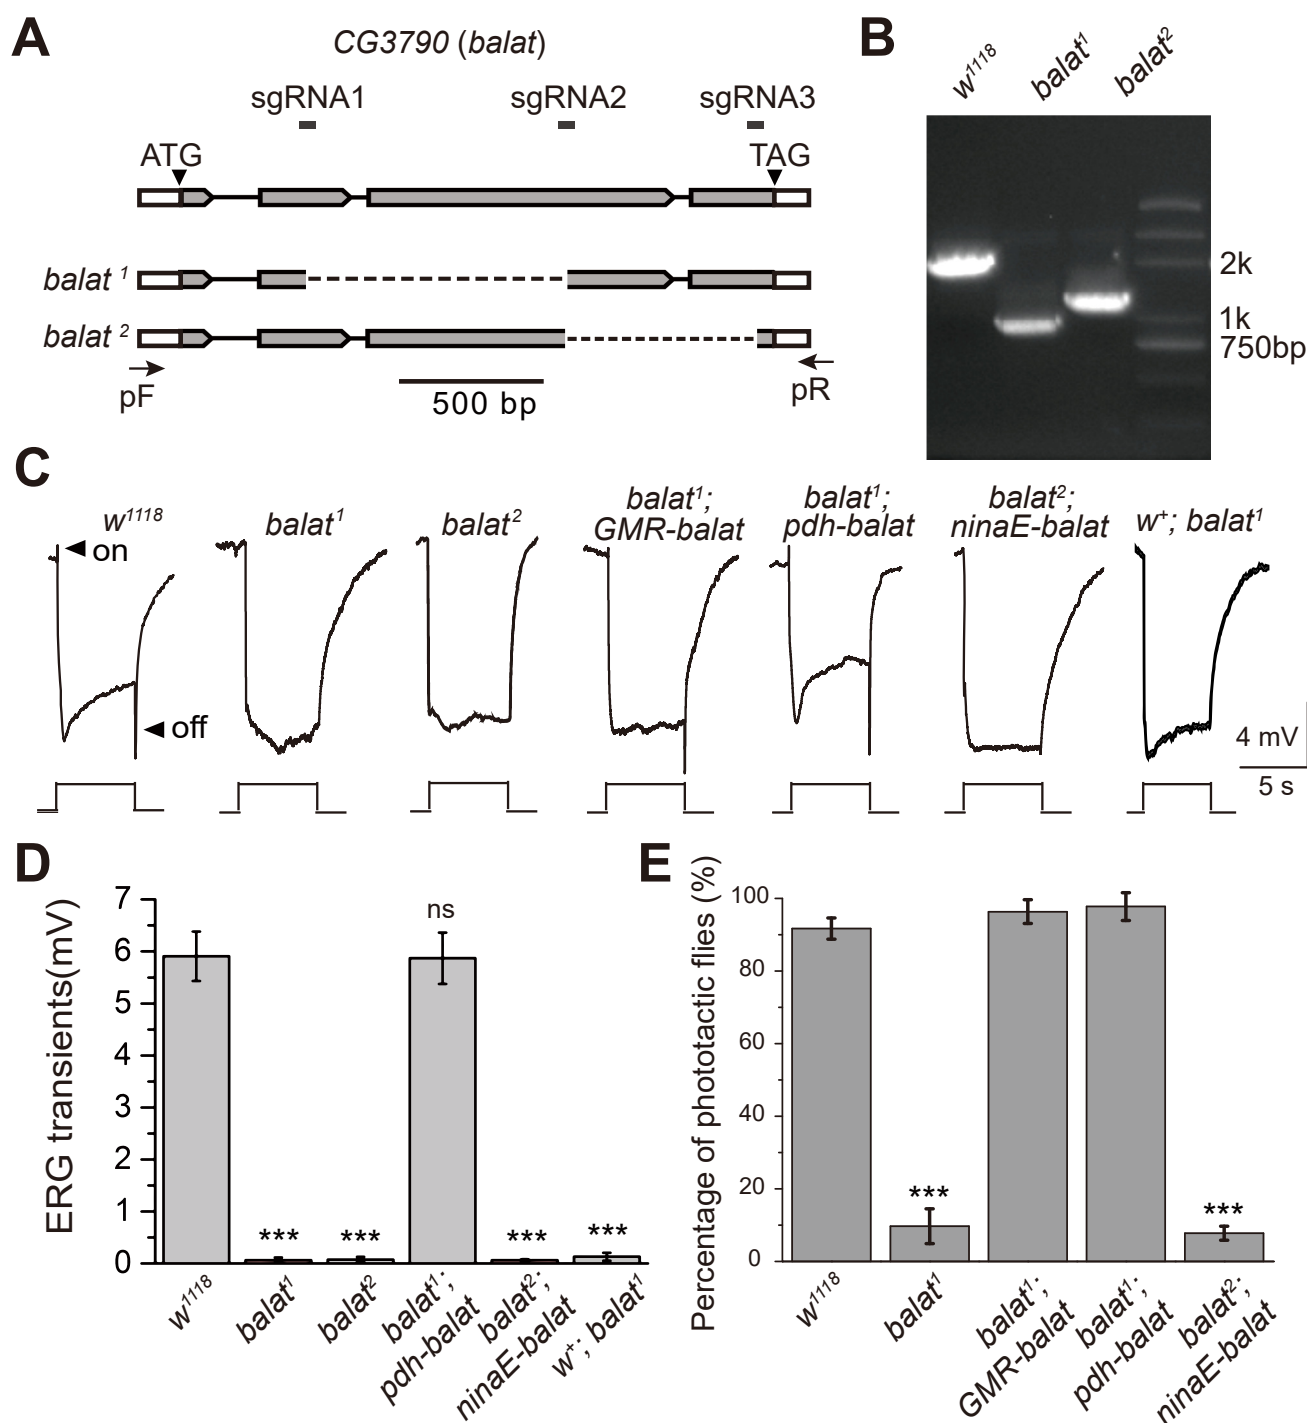 A
CG3790 (balat)
sgRNA1 sgRNA2 sgRNA3
ATG TAG
balat 1
balat 2
pF pR
500 bp
B
w1118 balat1 balat2
2k
1k
750bp
C
w1118
balat1
balat2
balat1;
GMR-balat
balat1;
pdh-balat
balat2;
ninaE-balat
w+; balat1
on
off
4 mV
5 s
D
ERG transients(mV)
7
6
5
4
3
2
1
0
*** *** ns *** ***
w1118
balat1
balat2
balat1;
pdh-balat
balat2;
ninaE-balat
w+; balat1
E
Percentage of phototactic flies (%)
100
80
60
40
20
0
*** ***
w1118
balat1
balat1;
GMR-balat
balat1;
pdh-balat
balat2;
ninaE-balat